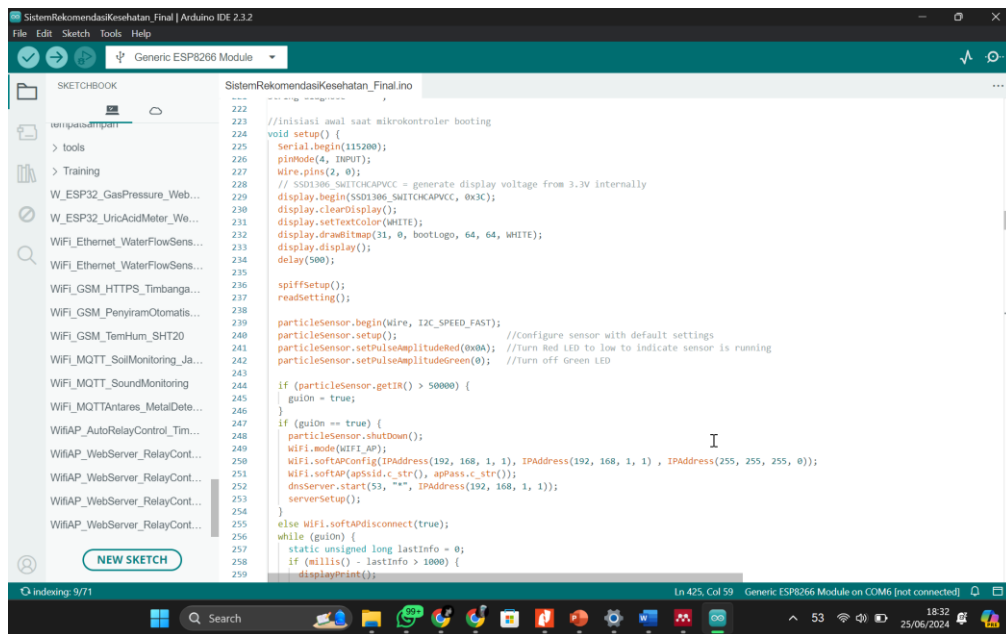 SistemRekomendasiKesehatan_Final | Arduino IDE 2.3.2
File Edit Sketch Tools Help
Generic ESP8266 Module
SKETCHBOOK
tempatsampah
> tools
> Training
W_ESP32_GasPressure_Web...
W_ESP32_UricAcidMeter_We...
WiFi_Ethernet_WaterFlowSens...
WiFi_Ethernet_WaterFlowSens...
WiFi_GSM_HTTPS_Timbanga...
WiFi_GSM_PenyiramOtomatis...
WiFi_GSM_TemHum_SHT20
WiFi_MQTT_SoilMonitoring_Ja...
WiFi_MQTT_SoundMonitoring
WiFi_MQTTAntares_MetalDete...
WifiAP_AutoRelayControl_Tim...
WifiAP_WebServer_RelayCont...
WifiAP_WebServer_RelayCont...
WifiAP_WebServer_RelayCont...
WifiAP_WebServer_RelayCont...
NEW SKETCH
SistemRekomendasiKesehatan_Final.ino
222
223 //inisiasi awal saat mikrokontroler booting
224 void setup() {
225 Serial.begin(115200);
226 pinMode(4, INPUT);
227 Wire.pins(2, 0);
228 // SSD1306_SWITCHCAPVCC = generate display voltage from 3.3V internally
229 display.begin(SSD1306_SWITCHCAPVCC, 0x3C);
230 display.clearDisplay();
231 display.setTextColor(WHITE);
232 display.drawBitmap(31, 0, bootLogo, 64, 64, WHITE);
233 display.display();
234 delay(500);
235
236 spiffSetup();
237 readSetting();
238
239 particleSensor.begin(Wire, I2C_SPEED_FAST);
240 particleSensor.setup(); //Configure sensor with default settings
241 particleSensor.setPulseAmplitudeRed(0x0A); //Turn Red LED to low to indicate sensor is running
242 particleSensor.setPulseAmplitudeGreen(0); //Turn off Green LED
243
244 if (particleSensor.getIR() > 50000) {
245 guiOn = true;
246 }
247 if (guiOn == true) {
248 particleSensor.shutDown();
249 WiFi.mode(WIFI_AP);
250 WiFi.softAPConfig(IPAddress(192, 168, 1, 1), IPAddress(192, 168, 1, 1) , IPAddress(255, 255, 255, 0));
251 WiFi.softAP(apSsid.c_str(), apPass.c_str());
252 dnsServer.start(53, "*", IPAddress(192, 168, 1, 1));
253 serverSetup();
254 }
255 else WiFi.softAPdisconnect(true);
256 while (guiOn) {
257 static unsigned long lastInfo = 0;
258 if (millis() - lastInfo > 1000) {
259 displayPrint();
indexing: 9/71
Ln 425, Col 59 Generic ESP8266 Module on COM6 [not connected]
Search
99+
53
18:32
25/06/2024